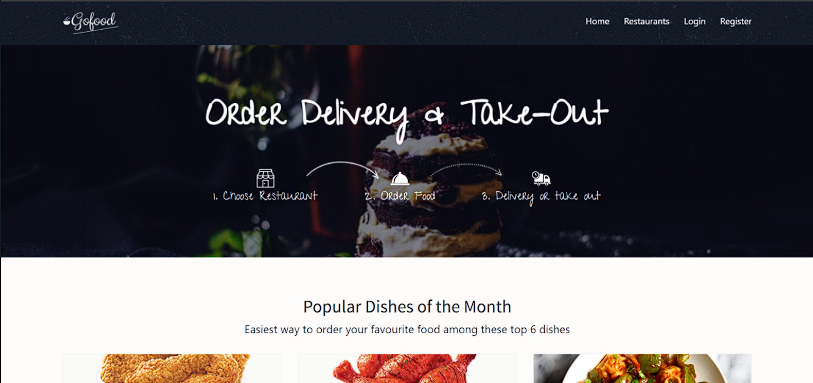 Gofood
Home Restaurants Login Register
Order Delivery & Take-Out
1. Choose Restaurant 2. Order Food 3. Delivery or take out
Popular Dishes of the Month
Easiest way to order your favourite food among these top 6 dishes